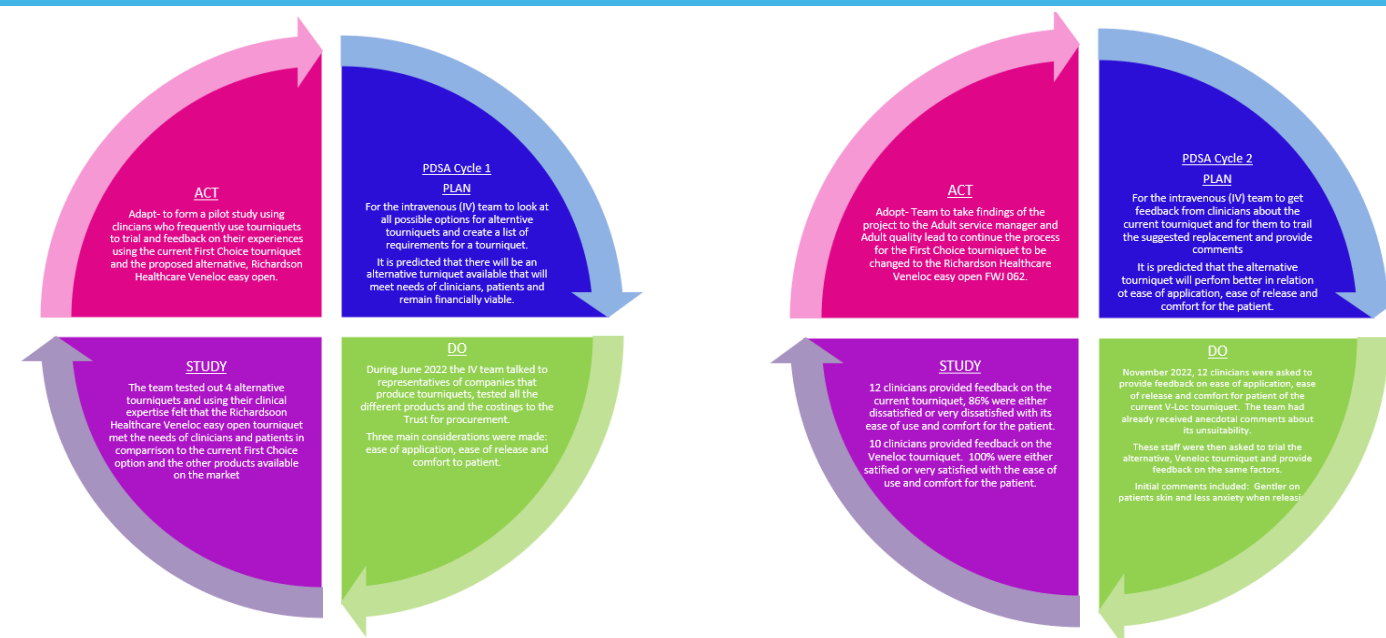 ACT
Adapt- to form a pilot study using
clincians who frequently use tourniquets
to trial and feedback on their experiences
using the current First Choice tourniquet
and the proposed alternative, Richardson
Healthcare Veneloc easy open.
PDSA Cycle 1
PLAN
For the intravenous (IV) team to look at
all possible options for alterntive
tourniquets and create a list of
requirements for a tourniquet.
It is predicted that there will be an
alternative turniquet available that will
meet needs of clinicians, patients and
remain financially viable.
STUDY
The team tested out 4 alternative
tourniquets and using their clinical
expertise felt that the Richardsoon
Healthcare Veneloc easy open tourniquet
met the needs of clinicians and patients in
comparison to the current First Choice
option and the other products available
on the market
DO
During June 2022 the IV team talked to
representatives of companies that
produce tourniquets, tested all the
different products and the costings to the
Trust for procurement.
Three main considerations were made:
ease of application, ease of release and
comfort to patient.
ACT
Adopt- Team to take findings of the
project to the Adult service manager and
Adult quality lead to continue the process
for the First Choice tourniquet to be
changed to the Richardson Healthcare
Veneloc easy open FWJ 062.
PDSA Cycle 2
PLAN
For the intravenous (IV) team to get
feedback from clinicians about the
current tourniquet and for them to trail
the suggested replacement and provide
comments
It is predicted that the alternative
tourniquet will perfom better in relation
ot ease of application, ease of release and
comfort for the patient.
STUDY
12 clinicians provided feedback on the
current tourniquet, 86% were either
dissatisfied or very dissatisfied with its
ease of use and comfort for the patient.
10 clinicians provided feedback on the
Veneloc tourniquet. 100% were either
satified or very satisfied with the ease of
use and comfort for the patient.
DO
November 2022, 12 clinicians were asked to
provide feedback on ease of application, ease
of release and comfort for patient of the
current V-Loc tourniquet. The team had
already received anecdotal comments about
its unsuitability.
These staff were then asked to trial the
alternative, Veneloc tourniquet and provide
feedback on the same factors.
Initial comments included: Gentler on
patients skin and less anxiety when